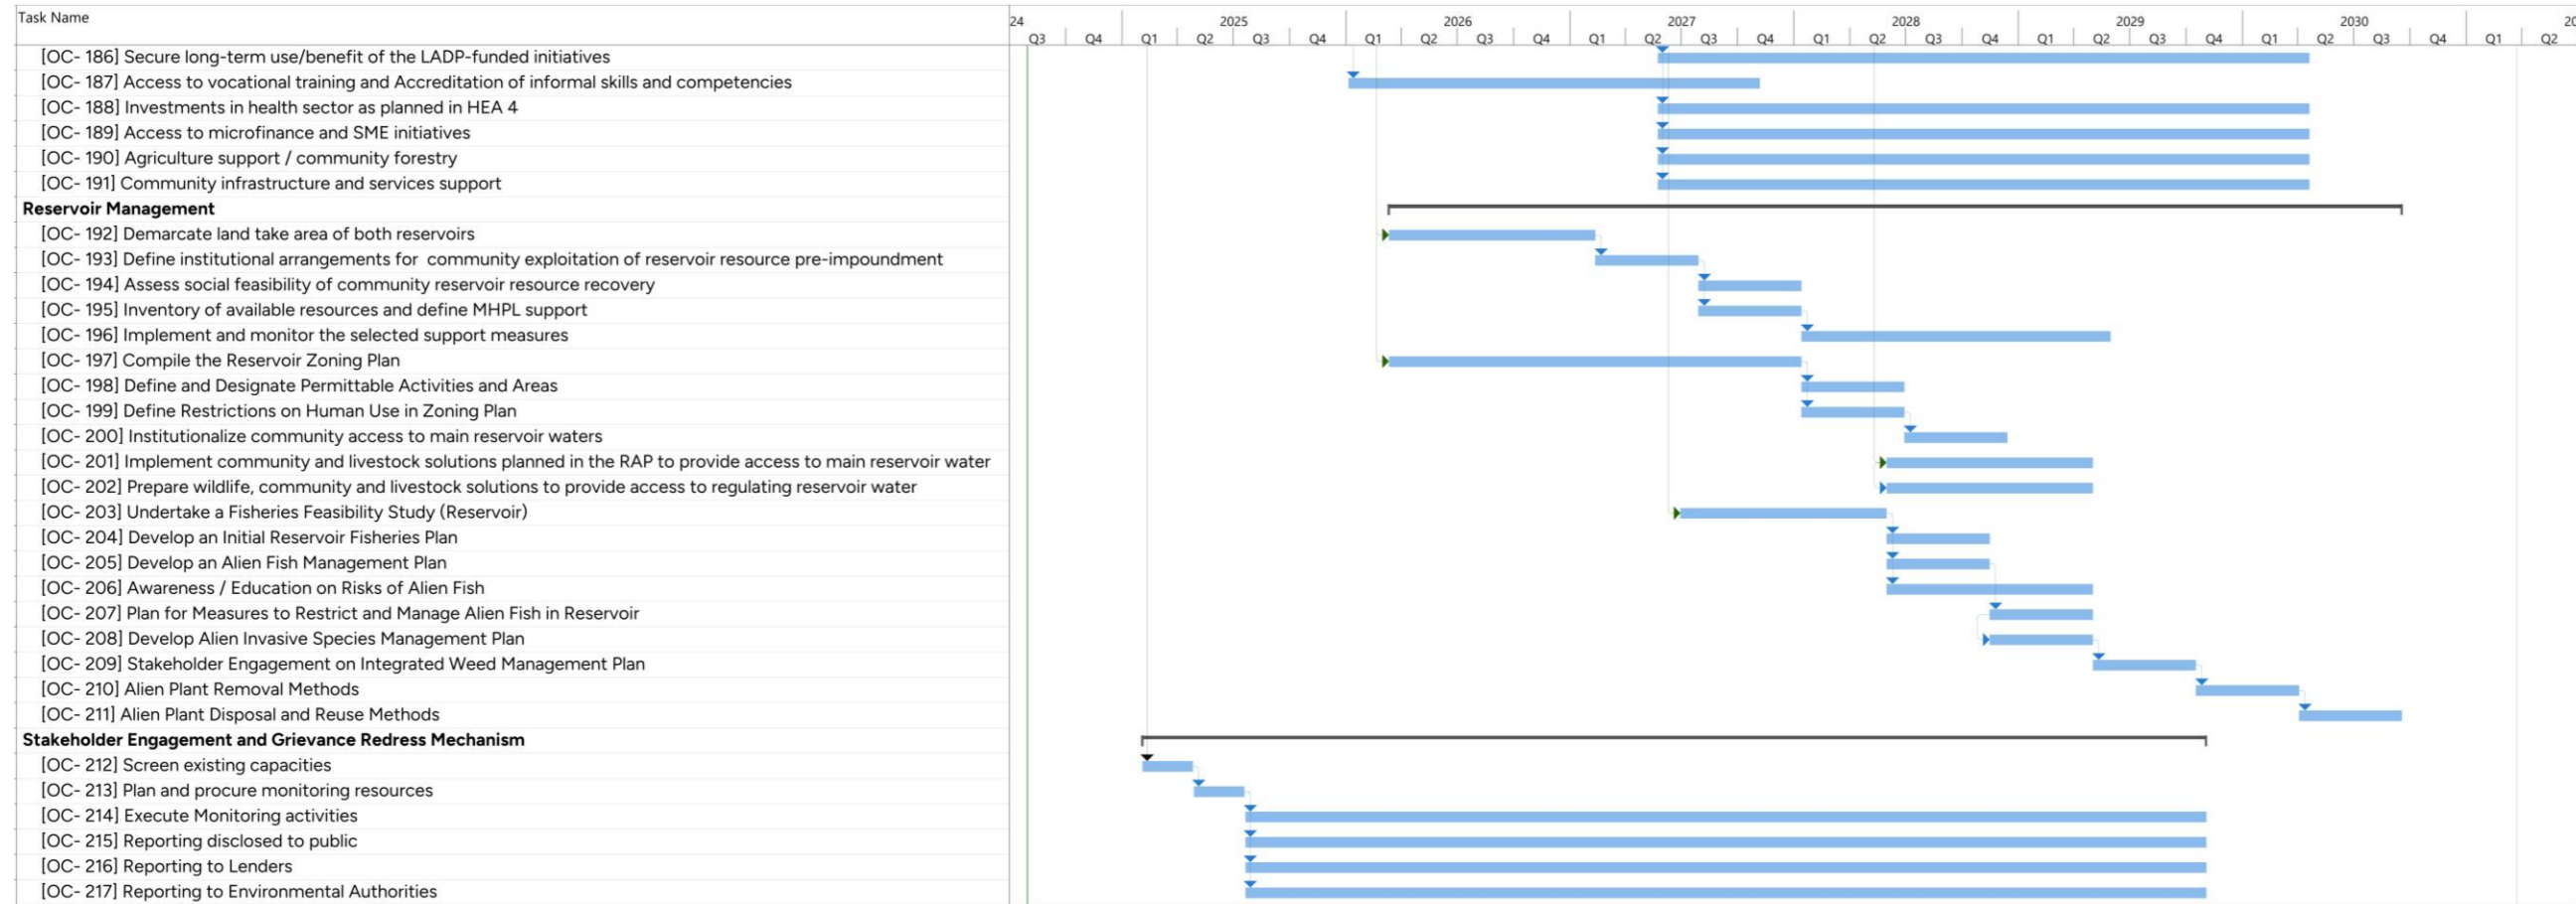 Task Name
24 2025 2026 2027 2028 2029 2030 20
Q3 Q4 Q1 Q2 Q3 Q4 Q1 Q2 Q3 Q4 Q1 Q2 Q3 Q4 Q1 Q2 Q3 Q4 Q1 Q2 Q3 Q4 Q1 Q2 Q3 Q4 Q1 Q2
[OC- 186] Secure long-term use/benefit of the LADP-funded initiatives
[OC- 187] Access to vocational training and Accreditation of informal skills and competencies
[OC- 188] Investments in health sector as planned in HEA 4
[OC- 189] Access to microfinance and SME initiatives
[OC- 190] Agriculture support / community forestry
[OC- 191] Community infrastructure and services support
Reservoir Management
[OC- 192] Demarcate land take area of both reservoirs
[OC- 193] Define institutional arrangements for  community exploitation of reservoir resource pre-impoundment
[OC- 194] Assess social feasibility of community reservoir resource recovery
[OC- 195] Inventory of available resources and define MHPL support
[OC- 196] Implement and monitor the selected support measures
[OC- 197] Compile the Reservoir Zoning Plan
[OC- 198] Define and Designate Permittable Activities and Areas
[OC- 199] Define Restrictions on Human Use in Zoning Plan
[OC- 200] Institutionalize community access to main reservoir waters
[OC- 201] Implement community and livestock solutions planned in the RAP to provide access to main reservoir water
[OC- 202] Prepare wildlife, community and livestock solutions to provide access to regulating reservoir water
[OC- 203] Undertake a Fisheries Feasibility Study (Reservoir)
[OC- 204] Develop an Initial Reservoir Fisheries Plan
[OC- 205] Develop an Alien Fish Management Plan
[OC- 206] Awareness / Education on Risks of Alien Fish
[OC- 207] Plan for Measures to Restrict and Manage Alien Fish in Reservoir
[OC- 208] Develop Alien Invasive Species Management Plan
[OC- 209] Stakeholder Engagement on Integrated Weed Management Plan
[OC- 210] Alien Plant Removal Methods
[OC- 211] Alien Plant Disposal and Reuse Methods
Stakeholder Engagement and Grievance Redress Mechanism
[OC- 212] Screen existing capacities
[OC- 213] Plan and procure monitoring resources
[OC- 214] Execute Monitoring activities
[OC- 215] Reporting disclosed to public
[OC- 216] Reporting to Lenders
[OC- 217] Reporting to Environmental Authorities